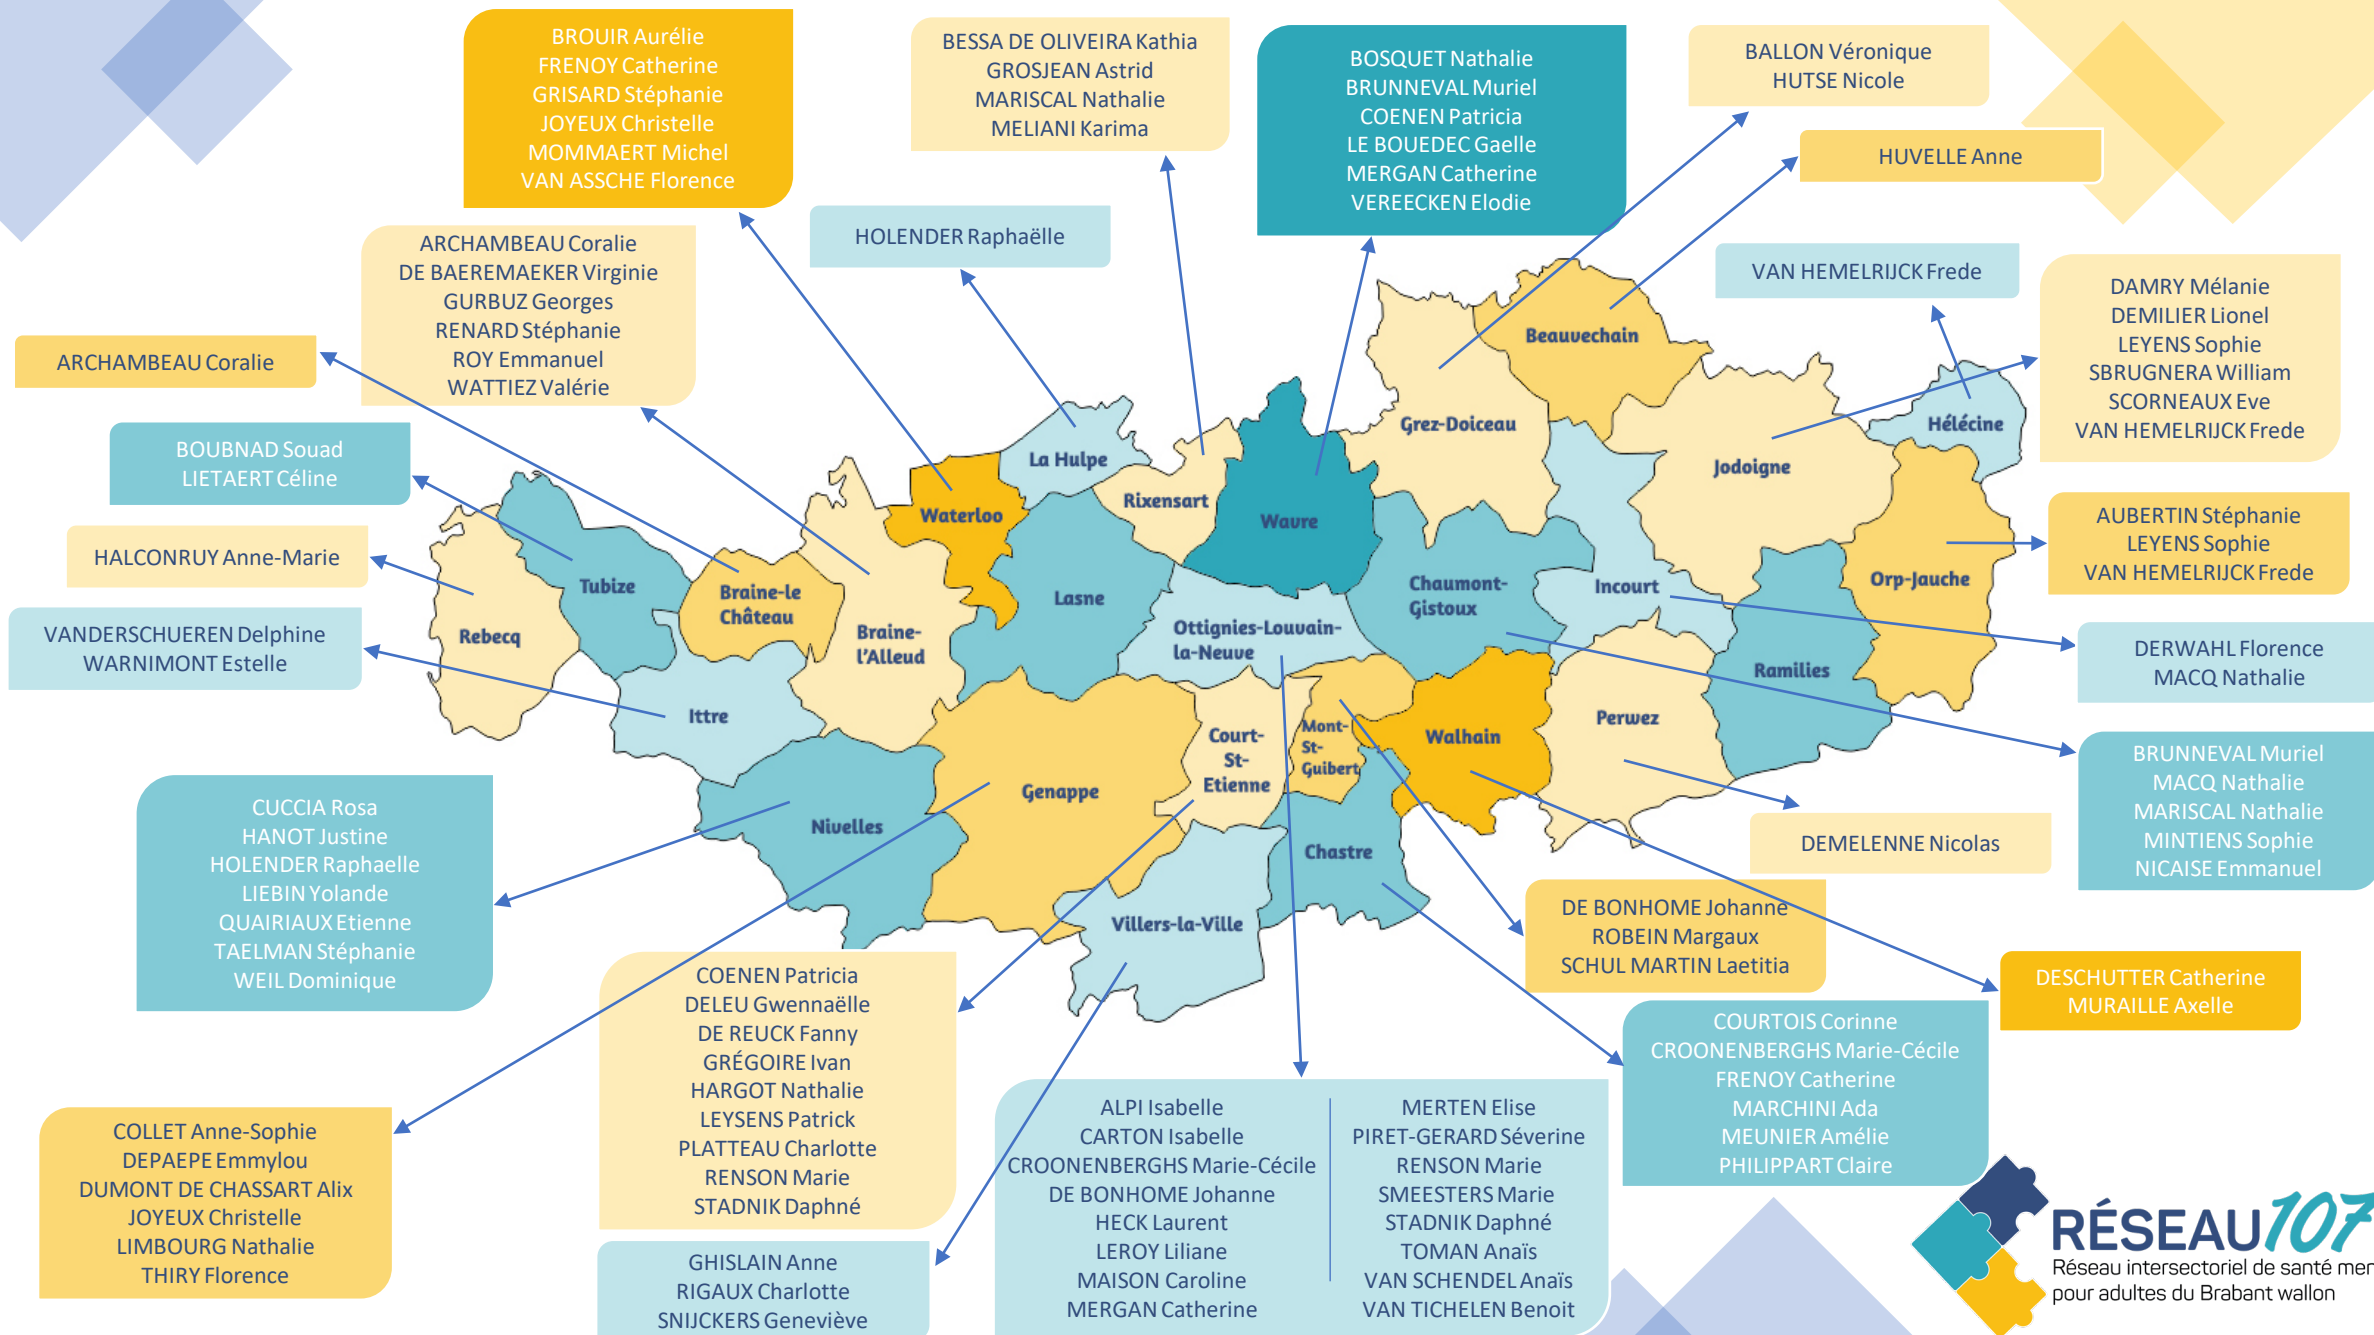 BROUIR Aurélie
FRENOY Catherine
GRISARD Stéphanie
JOYEUX Christelle
MOMMAERT Michel
VAN ASSCHE Florence
BESSA DE OLIVEIRA Kathia
GROSJEAN Astrid
MARISCAL Nathalie
MELIANI Karima
BOSQUET Nathalie
BRUNNEVAL Muriel
COENEN Patricia
LE BOUEDEC Gaelle
MERGAN Catherine
VEREECKEN Elodie
BALLON Véronique
HUTSE Nicole
HUVELLE Anne
ARCHAMBEAU Coralie
DE BAEREMAEKER Virginie
GURBUZ Georges
RENARD Stéphanie
ROY Emmanuel
WATTIEZ Valérie
HOLENDER Raphaëlle
VAN HEMELRIJCK Frede
DAMRY Mélanie
DEMILIER Lionel
LEYENS Sophie
SBRUGNERA William
SCORNEAUX Eve
VAN HEMELRIJCK Frede
ARCHAMBEAU Coralie
BOUBNAD Souad
LIETAERT Céline
HALCONRUY Anne-Marie
VANDERSCHUEREN Delphine
WARNIMONT Estelle
AUBERTIN Stéphanie
LEYENS Sophie
VAN HEMELRIJCK Frede
DERWAHL Florence
MACQ Nathalie
BRUNNEVAL Muriel
MACQ Nathalie
MARISCAL Nathalie
MINTIENS Sophie
NICAISE Emmanuel
Beauvechain
Grez-Doiceau
Hélécine
Jodoigne
La Hulpe
Rixensart
Waterloo
Wavre
Tubize
Braine-le
Château
Lasne
Chaumont-
Gistoux
Incourt
Orp-Jauche
Rebecq
Braine-
l'Alleud
Ottignies-Louvain-
la-Neuve
Ramilies
Ittre
Perwez
Court-
St-
Etienne
Mont-
St-
Guibert
Walhain
Genappe
Nivelles
Chastre
Villers-la-Ville
CUCCIA Rosa
HANOT Justine
HOLENDER Raphaelle
LIEBIN Yolande
QUAIRIAUX Etienne
TAELMAN Stéphanie
WEIL Dominique
DEMELENNE Nicolas
DE BONHOME Johanne
ROBEIN Margaux
SCHUL MARTIN Laetitia
DESCHUTTER Catherine
MURAILLE Axelle
COENEN Patricia
DELEU Gwennaëlle
DE REUCK Fanny
GRÉGOIRE Ivan
HARGOT Nathalie
LEYSENS Patrick
PLATTEAU Charlotte
RENSON Marie
STADNIK Daphné
COURTOIS Corinne
CROONENBERGHS Marie-Cécile
FRENOY Catherine
MARCHINI Ada
MEUNIER Amélie
PHILIPPART Claire
COLLET Anne-Sophie
DEPAEPE Emmylou
DUMONT DE CHASSART Alix
JOYEUX Christelle
LIMBOURG Nathalie
THIRY Florence
GHISLAIN Anne
RIGAUX Charlotte
SNIJCKERS Geneviève
ALPI Isabelle
CARTON Isabelle
CROONENBERGHS Marie-Cécile
DE BONHOME Johanne
HECK Laurent
LEROY Liliane
MAISON Caroline
MERGAN Catherine
MERTEN Elise
PIRET-GERARD Séverine
RENSON Marie
SMEESTERS Marie
STADNIK Daphné
TOMAN Anaïs
VAN SCHENDEL Anaïs
VAN TICHELEN Benoit
RÉSEAU 107
Réseau intersectoriel de santé men
pour adultes du Brabant wallon